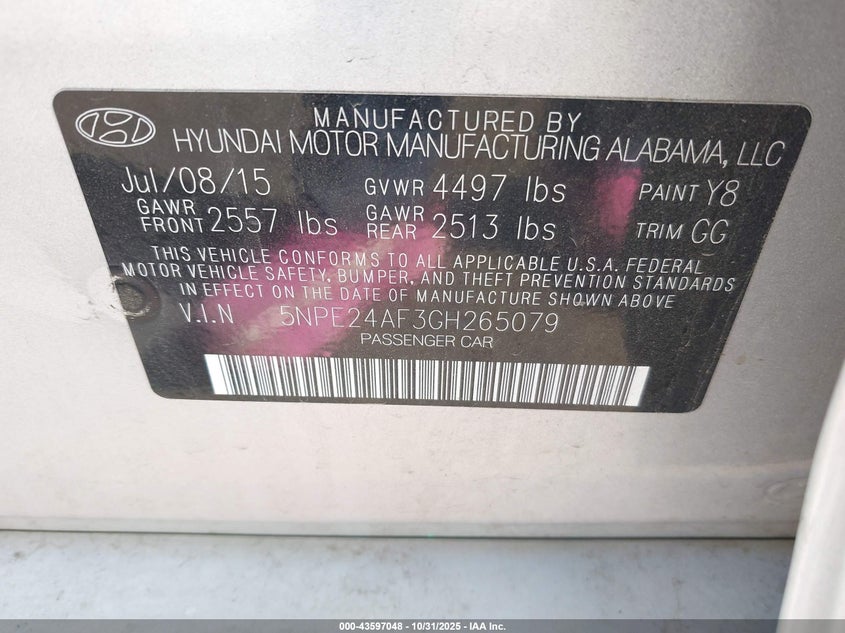 MANUFACTURED BY
HYUNDAI MOTOR MANUFACTURING ALABAMA, LLC
Jul/08/15 GVWR 4497 lbs PAINT Y8
GAWR FRONT 2557 lbs GAWR REAR 2513 lbs TRIM GG
THIS VEHICLE CONFORMS TO ALL APPLICABLE U.S.A. FEDERAL
MOTOR VEHICLE SAFETY, BUMPER, AND THEFT PREVENTION STANDARDS
IN EFFECT ON THE DATE OF MANUFACTURE SHOWN ABOVE.
V.I.N 5NPE24AF3GH265079
PASSENGER CAR
000-43597048 - 10/31/2025 - IAA Inc.